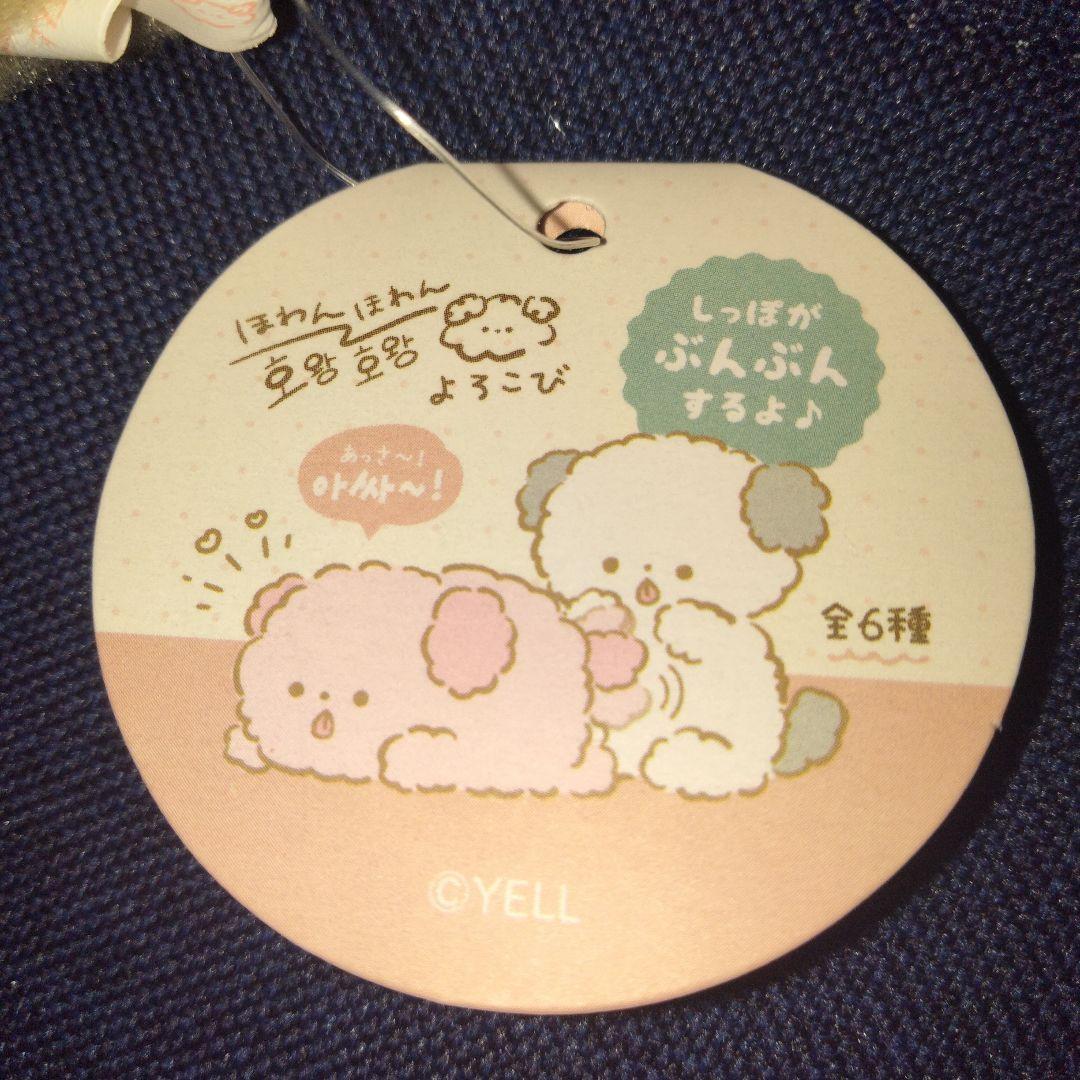 ほわんほわん
호왕 호왕
よろこび
しっぽが
ぶんぶん
するよ♪
あっさ～!
아싸～!
全6種
©YELL